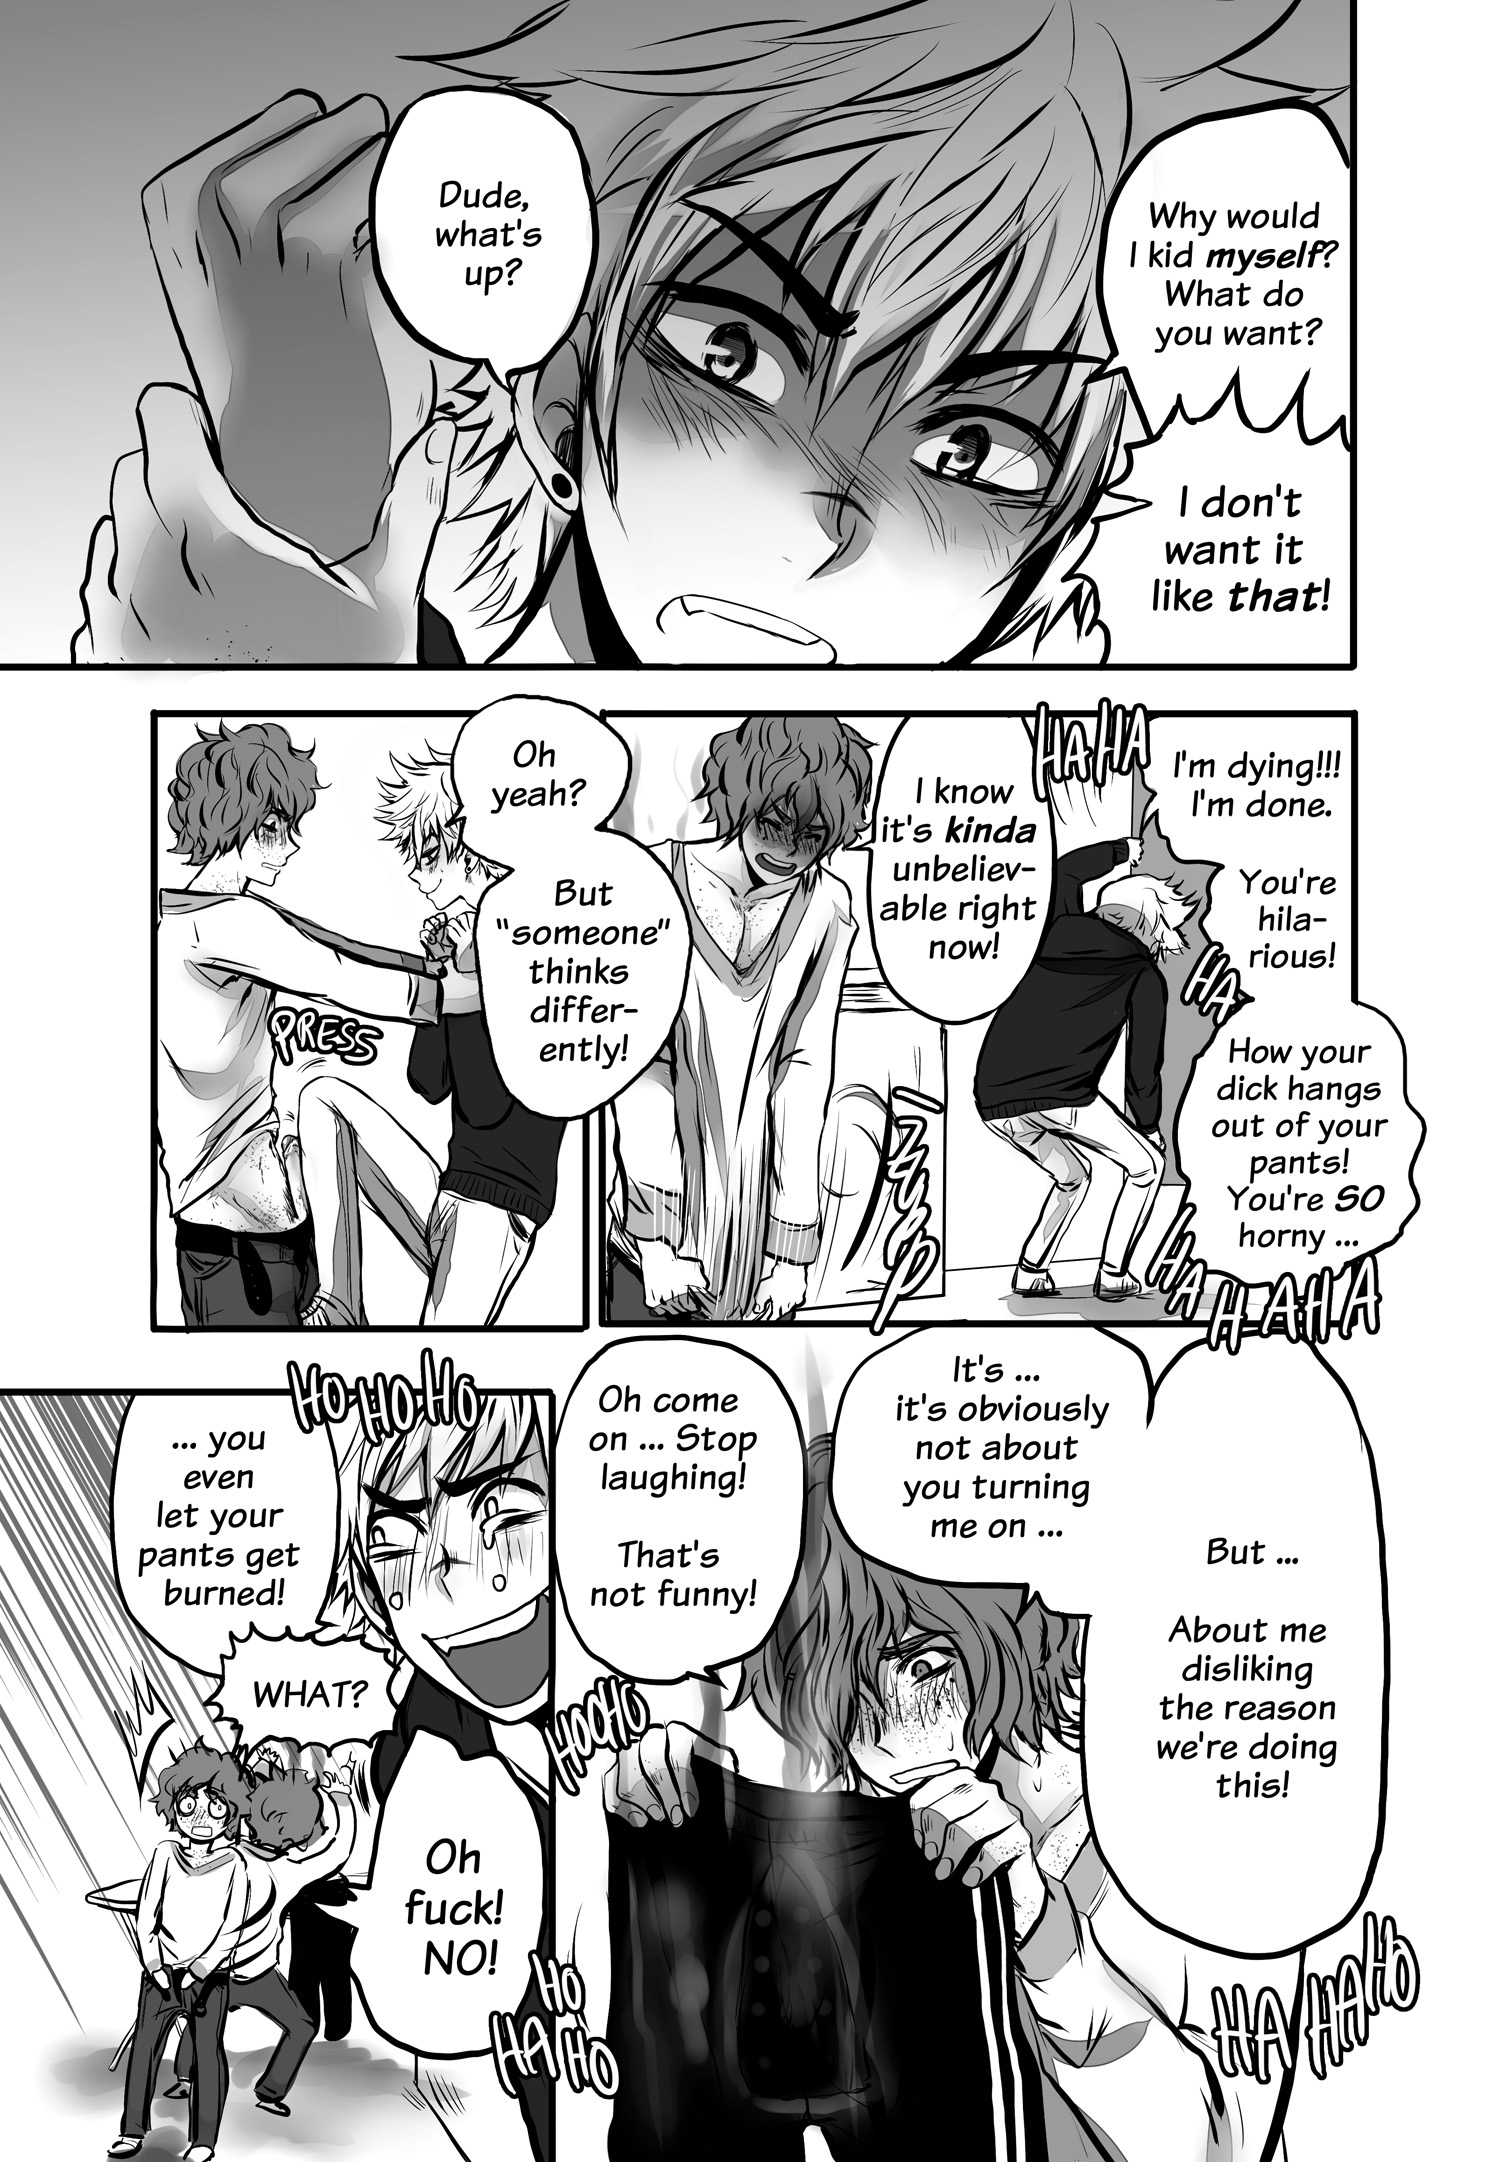 Dude,
what's
up?
Why would
I kid myself?
What do
you want?
I don't
want it
like that!
Oh
yeah?
But
"someone"
thinks
differ-
ently!
PRESS
I know
it's kinda
unbeliev-
able right
now!
ZIPP
HA HA
I'm dying!!!
I'm done.
You're
hila-
rious!
HA
How your
dick hangs
out of your
pants!
You're SO
horny ...
HA HA HAHAHA
... you
even
let your
pants get
burned!
HO HO HO
WHAT?
Oh
fuck!
NO!
Oh come
on ... Stop
laughing!
That's
not funny!
HOOHO
HO
HA HO
HO
It's ...
it's obviously
not about
you turning
me on ...
But ...
About me
disliking
the reason
we're doing
this!
HA HAHAHO